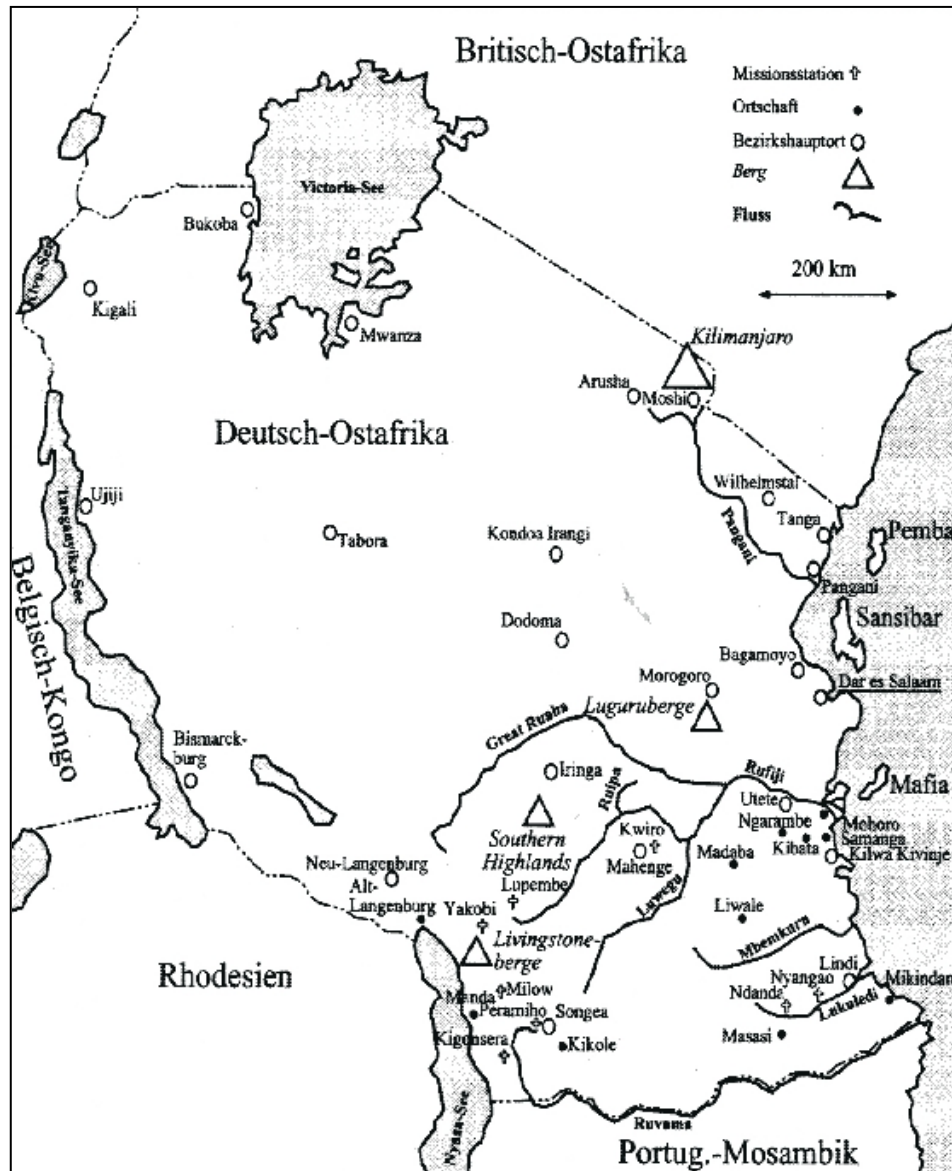 Britisch-Ostafrika
Missionsstation
Ortschaft
Bezirkshauptort
Berg
Fluss
200 km
Victoria-See
Bukoba
Kivu-See
Kigali
Mwanza
Kilimanjaro
Arusha
Moshi
Deutsch-Ostafrika
Wilhelmstal
Tanga
Pemba
Ujiji
Tanganyika-See
Tabora
Kondoa Irangi
Pangani
Pangani
Belgisch-Kongo
Dodoma
Sansibar
Bagamoyo
Dar es Salaam
Morogoro
Luguruberge
Great Ruaha
Bismarck-
burg
Iringa
Ruipa
Rufiji
Mafia
Utete
Ngarambe
Mohoro
Samanga
Kibata
Kilwa Kivinje
Southern
Highlands
Kwiro
Mahenge
Madaba
Luwegu
Neu-Langenburg
Alt-
Langenburg
Lupembe
Yakobi
Liwale
Mbemkuru
Livingstone-
berge
Rhodesien
Lindi
Nyangao
Mikindani
Ndanda
Lukuledi
Milow
Manda
Peramiho
Songea
Masasi
Kigonsera
Kikole
Nyasa-See
Ruvuma
Portug.-Mosambik